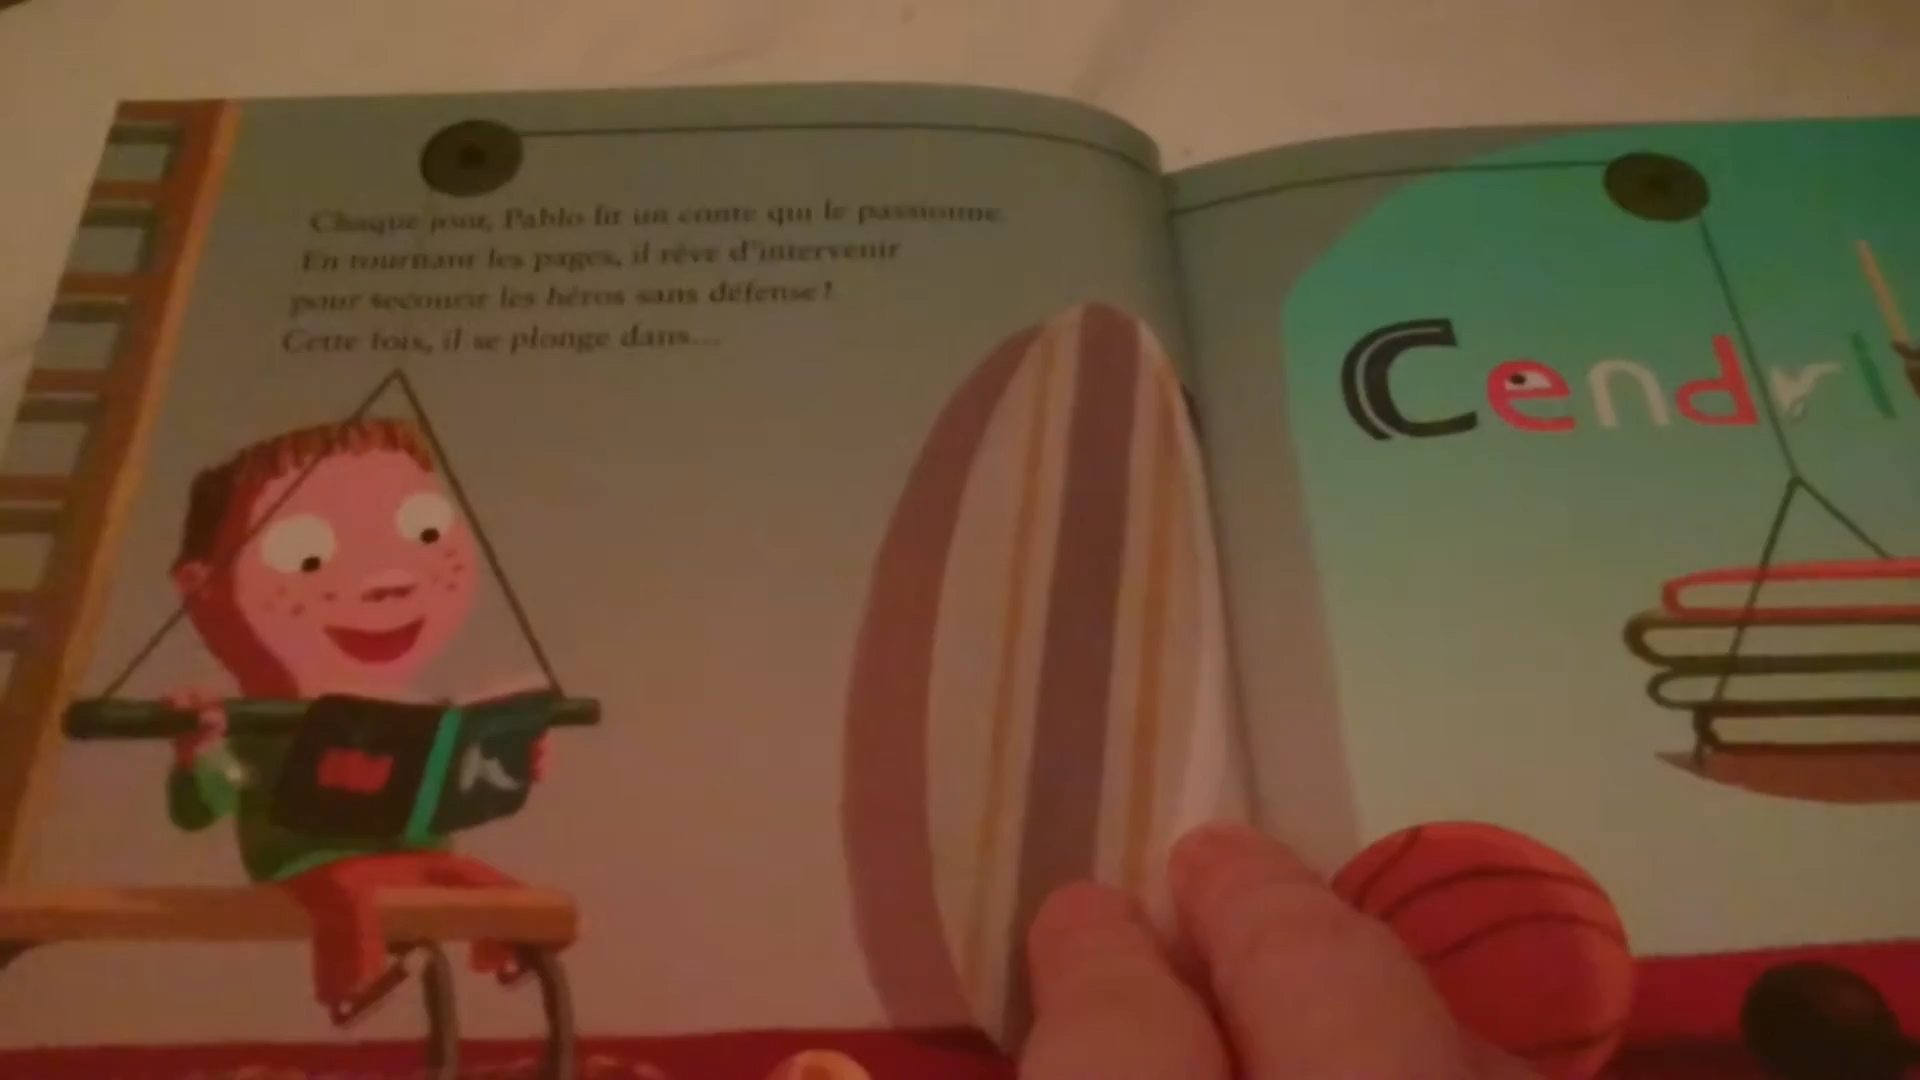 Chaque jour, Pablo lit un conte qui le passionne.
En tournant les pages, il rêve d'intervenir
pour secourir les héros sans défense !
Cette fois, il se plonge dans...
Cendri